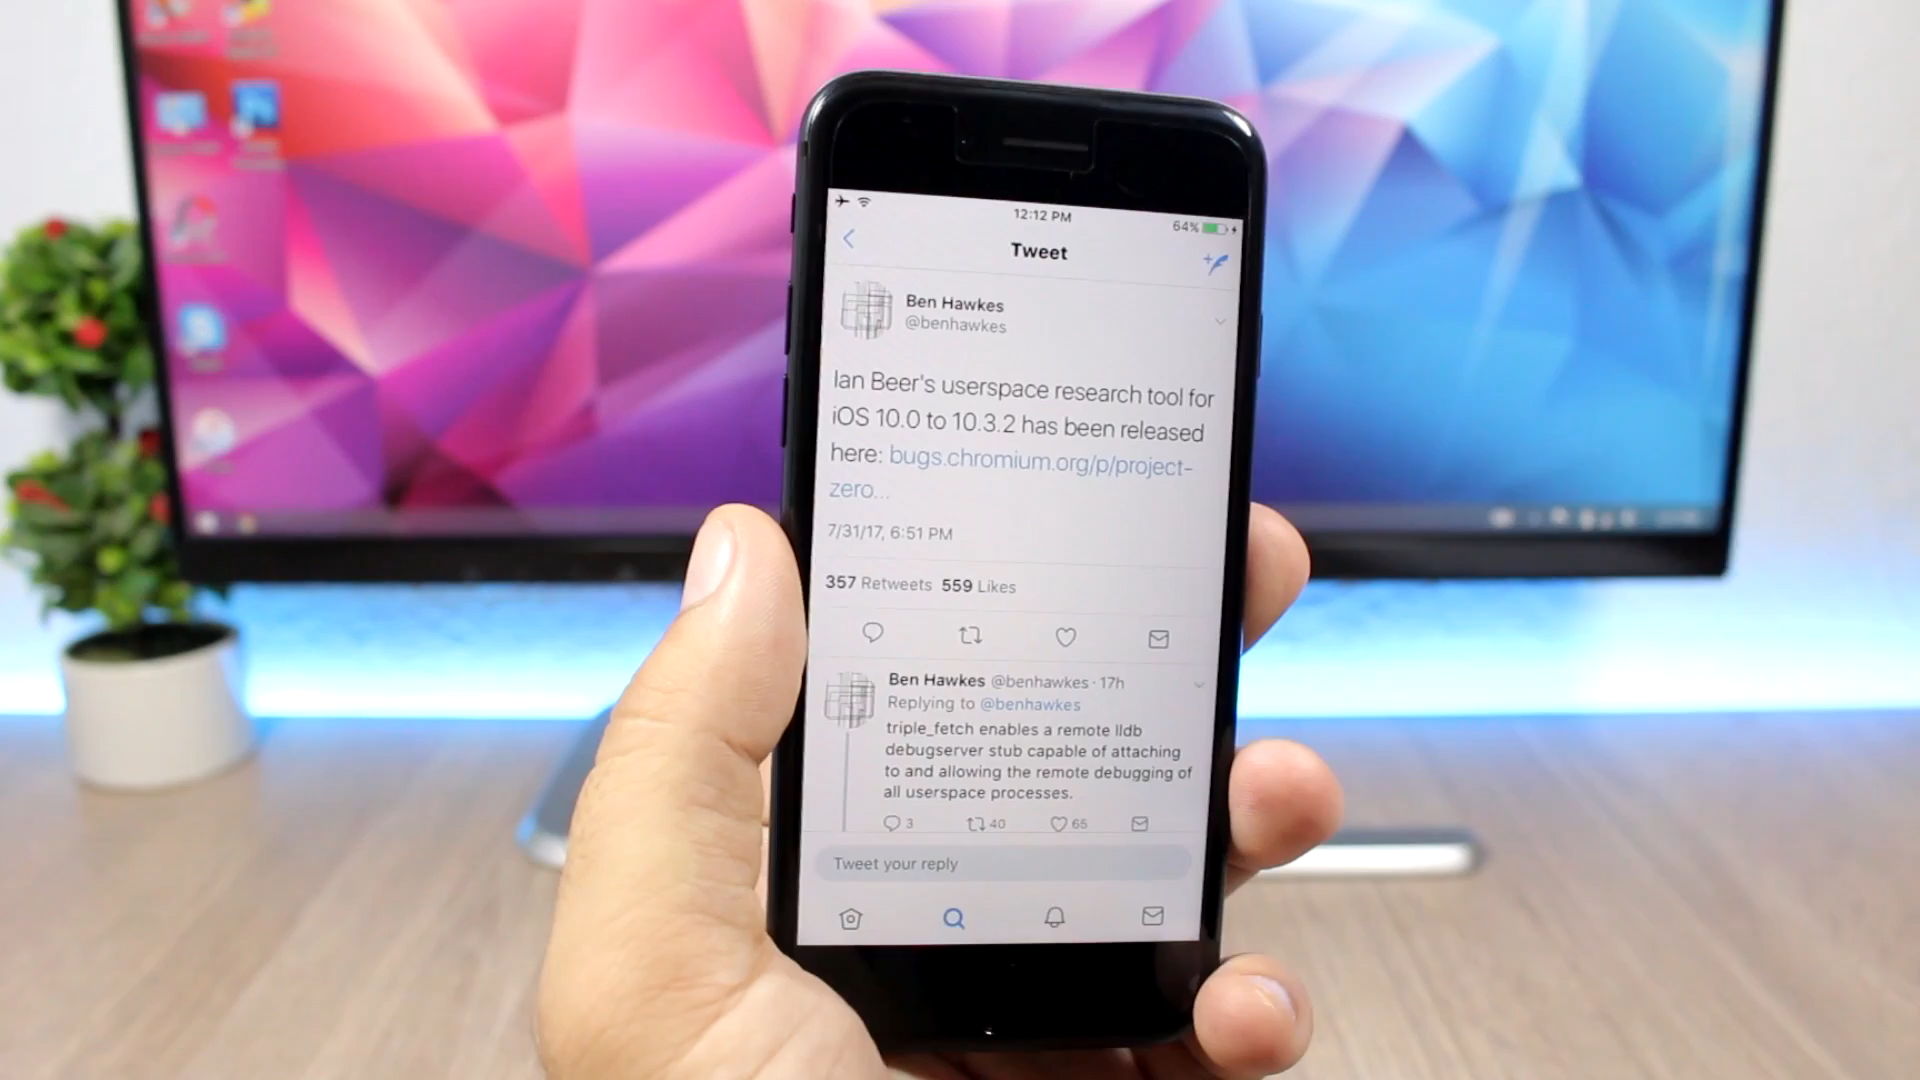 12:12 PM
64%
Tweet
Ben Hawkes
@benhawkes
Ian Beer's userspace research tool for
iOS 10.0 to 10.3.2 has been released
here: bugs.chromium.org/p/project-
zero...
7/31/17, 6:51 PM
357 Retweets 559 Likes
Ben Hawkes @benhawkes · 17h
Replying to @benhawkes
triple_fetch enables a remote lldb
debugserver stub capable of attaching
to and allowing the remote debugging of
all userspace processes.
3 40 65
Tweet your reply